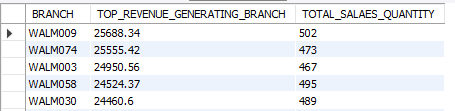 BRANCH TOP_REVENUE_GENERATING_BRANCH TOTAL_SALAES_QUANTITY
WALM009 25688.34 502
WALM074 25555.42 473
WALM003 24950.56 467
WALM058 24524.37 495
WALM030 24460.6 489